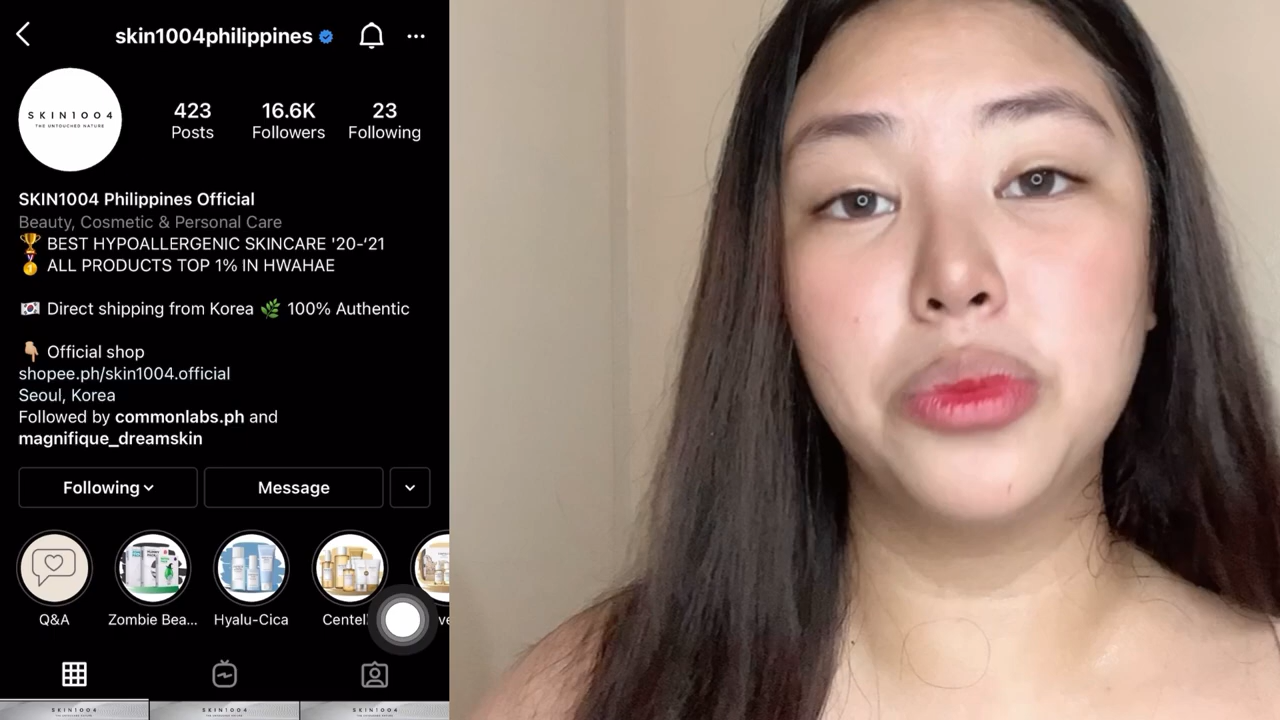 skin1004philippines
SKIN1004
THE UNTOUCHED NATURE
423
Posts
16.6K
Followers
23
Following
SKIN1004 Philippines Official
Beauty, Cosmetic & Personal Care
🏆 BEST HYPOALLERGENIC SKINCARE '20-'21
🥇 ALL PRODUCTS TOP 1% IN HWAHAE
🇰🇷 Direct shipping from Korea 🌿 100% Authentic
👇🏼 Official shop
shopee.ph/skin1004.official
Seoul, Korea
Followed by commonlabs.ph and
magnifique_dreamskin
Following
Message
Q&A
Zombie Bea...
Hyalu-Cica
Centel
SKIN1004
SKIN1004
SKIN1004